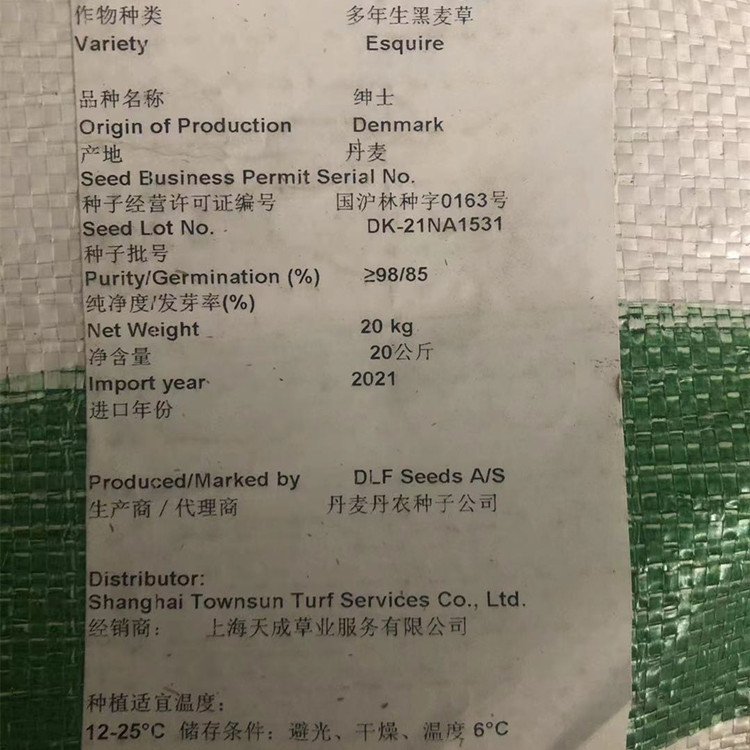 作物种类 多年生黑麦草
Variety Esquire
品种名称 绅士
Origin of Production Denmark
产地 丹麦
Seed Business Permit Serial No.
种子经营许可证编号 国沪林种字0163号
Seed Lot No. DK-21NA1531
种子批号
Purity/Germination (%) ≥98/85
纯净度/发芽率(%)
Net Weight 20 kg
净含量 20公斤
Import year 2021
进口年份
Produced/Marked by DLF Seeds A/S
生产商/代理商 丹麦丹农种子公司
Distributor:
Shanghai Townsun Turf Services Co., Ltd.
经销商: 上海天成草业服务有限公司
种植适宜温度:
12-25°C 储存条件: 避光、干燥、温度 6°C